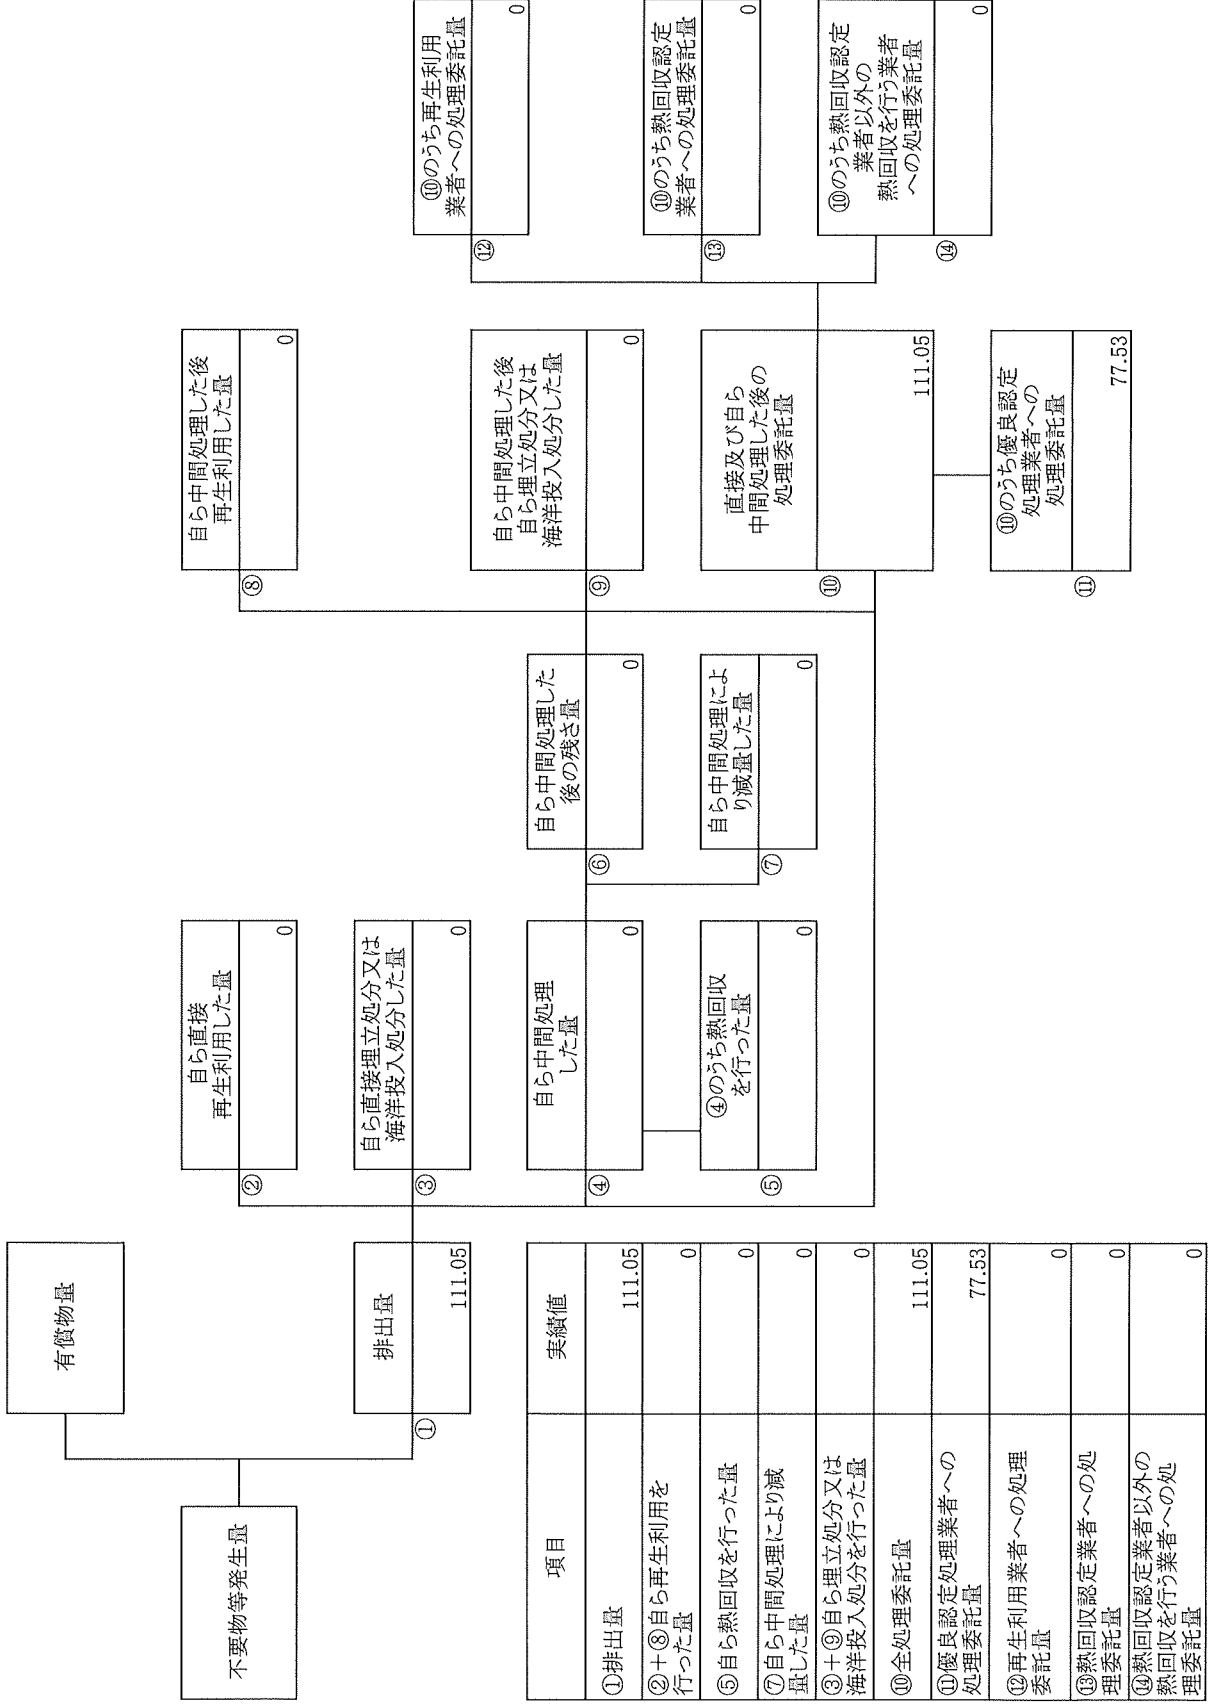 不要物等発生量
有償物量
①
排出量
111.05
②
自ら直接
再生利用した量
0
③
自ら直接埋立処分又は
海洋投入処分した量
0
④
自ら中間処理
した量
0
⑤
④のうち熱回収
を行った量
0
⑥
自ら中間処理した
後の残さ量
0
⑦
自ら中間処理によ
り減量した量
0
⑧
自ら中間処理した後
再生利用した量
0
⑨
自ら中間処理した後
自ら埋立処分又は
海洋投入処分した量
0
⑩
直接及び自ら
中間処理した後の
処理委託量
111.05
⑪
⑩のうち優良認定
処理業者への
処理委託量
77.53
⑫
⑩のうち再生利用
業者への処理委託量
0
⑬
⑩のうち熱回収認定
業者への処理委託量
0
⑭
⑩のうち熱回収認定
業者以外の
熱回収を行う業者
への処理委託量
0
項目 実績値
①排出量 111.05
②+⑧自ら再生利用を
行った量 0
⑤自ら熱回収を行った量 0
⑦自ら中間処理により減
量した量 0
③+⑨自ら埋立処分又は
海洋投入処分を行った量 0
⑩全処理委託量 111.05
⑪優良認定処理業者への
処理委託量 77.53
⑫再生利用業者への処理
委託量 0
⑬熱回収認定業者への処
理委託量 0
⑭熱回収認定業者以外の
熱回収を行う業者への処
理委託量 0